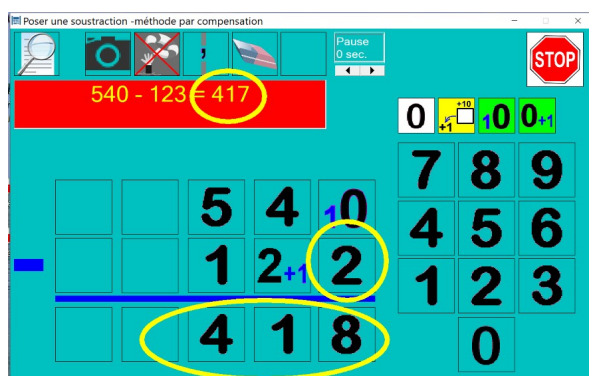 Poser une soustraction -méthode par compensation
Pause
0 sec.
STOP
540 - 123 = 417
0 +1 +10 10 0+1
7 8 9
5 4 10
4 5 6
- 1 2+1 2
1 2 3
4 1 8
0